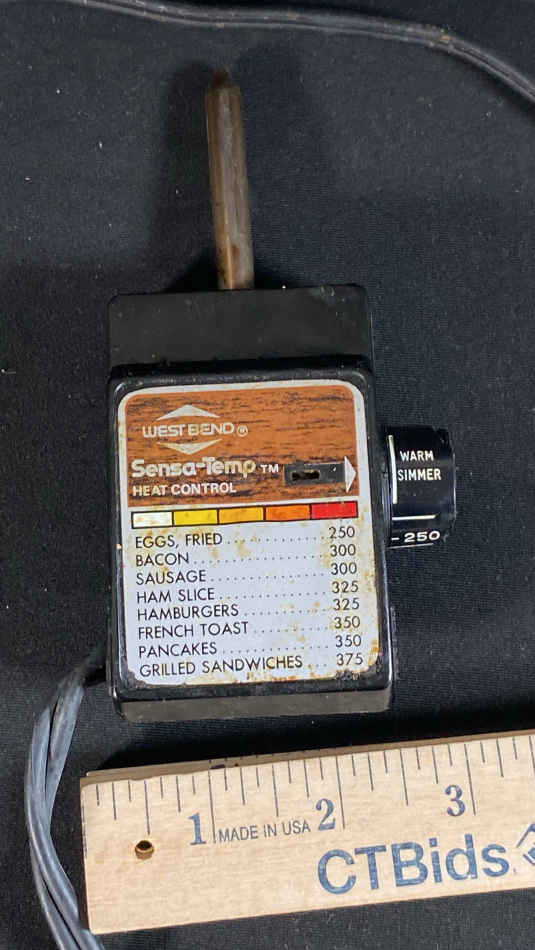 WEST BEND®
Sensa-Temp™
HEAT CONTROL
WARM
SIMMER
-250
EGGS, FRIED............250
BACON....................300
SAUSAGE................300
HAM SLICE..............325
HAMBURGERS..........325
FRENCH TOAST........350
PANCAKES..............350
GRILLED SANDWICHES...375
1 MADE IN USA 2 3
CTBids